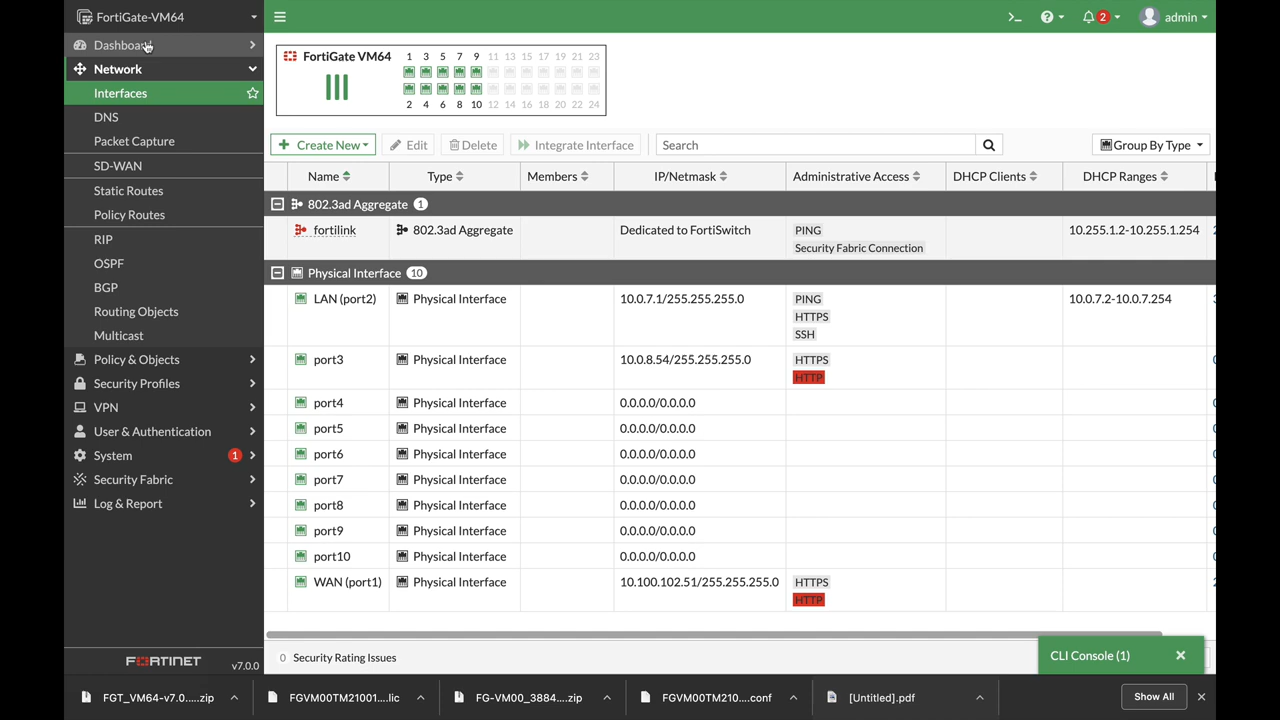 FortiGate-VM64
admin
2
Dashboard
Network
Interfaces
DNS
Packet Capture
SD-WAN
Static Routes
Policy Routes
RIP
OSPF
BGP
Routing Objects
Multicast
Policy & Objects
Security Profiles
VPN
User & Authentication
System 1
Security Fabric
Log & Report
FORTINET v7.0.0
FortiGate VM64
1 3 5 7 9 11 13 15 17 19 21 23
2 4 6 8 10 12 14 16 18 20 22 24
+ Create New Edit Delete Integrate Interface Search Group By Type
Name Type Members IP/Netmask Administrative Access DHCP Clients DHCP Ranges
802.3ad Aggregate 1
fortilink 802.3ad Aggregate Dedicated to FortiSwitch PING 10.255.1.2-10.255.1.254
Security Fabric Connection
Physical Interface 10
LAN (port2) Physical Interface 10.0.7.1/255.255.255.0 PING 10.0.7.2-10.0.7.254
HTTPS
SSH
port3 Physical Interface 10.0.8.54/255.255.255.0 HTTPS
HTTP
port4 Physical Interface 0.0.0.0/0.0.0.0
port5 Physical Interface 0.0.0.0/0.0.0.0
port6 Physical Interface 0.0.0.0/0.0.0.0
port7 Physical Interface 0.0.0.0/0.0.0.0
port8 Physical Interface 0.0.0.0/0.0.0.0
port9 Physical Interface 0.0.0.0/0.0.0.0
port10 Physical Interface 0.0.0.0/0.0.0.0
WAN (port1) Physical Interface 10.100.102.51/255.255.255.0 HTTPS
HTTP
0 Security Rating Issues
CLI Console (1)
FGT_VM64-v7.0.....zip
FGVM00TM21001....lic
FG-VM00_3884....zip
FGVM00TM210....conf
[Untitled].pdf
Show All